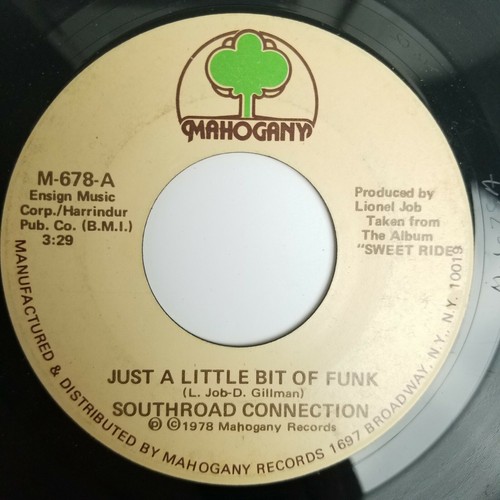 MAHOGANY
M-678-A
Ensign Music
Corp./Harrindur
Pub. Co. (B.M.I.)
3:29
Produced by
Lionel Job
Taken from
The Album
"SWEET RIDE"
JUST A LITTLE BIT OF FUNK
(L. Job-D. Gillman)
SOUTHROAD CONNECTION
Ⓟ ©1978 Mahogany Records
MANUFACTURED & DISTRIBUTED BY MAHOGANY RECORDS 1697 BROADWAY, N.Y., N.Y. 10019